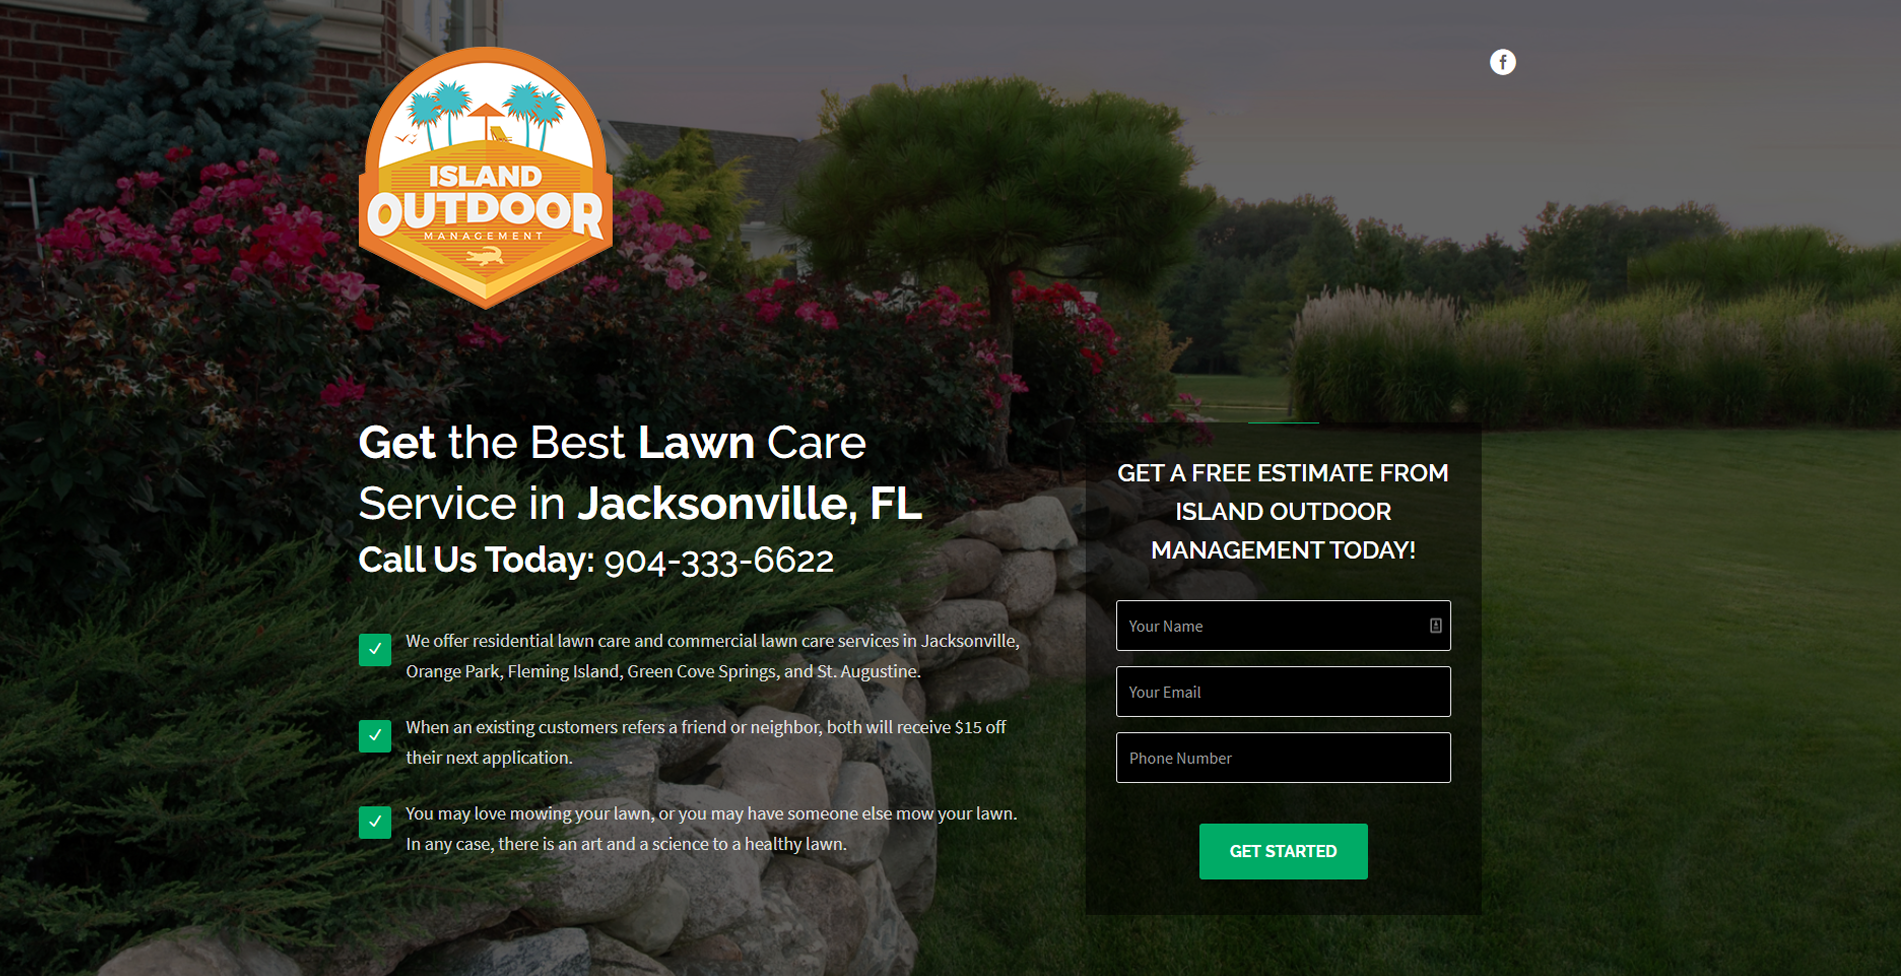 ISLAND
OUTDOOR
MANAGEMENT
Get the Best Lawn Care
Service in Jacksonville, FL
Call Us Today: 904-333-6622
We offer residential lawn care and commercial lawn care services in Jacksonville,
Orange Park, Fleming Island, Green Cove Springs, and St. Augustine.
When an existing customers refers a friend or neighbor, both will receive $15 off
their next application.
You may love mowing your lawn, or you may have someone else mow your lawn.
In any case, there is an art and a science to a healthy lawn.
GET A FREE ESTIMATE FROM
ISLAND OUTDOOR
MANAGEMENT TODAY!
Your Name
Your Email
Phone Number
GET STARTED